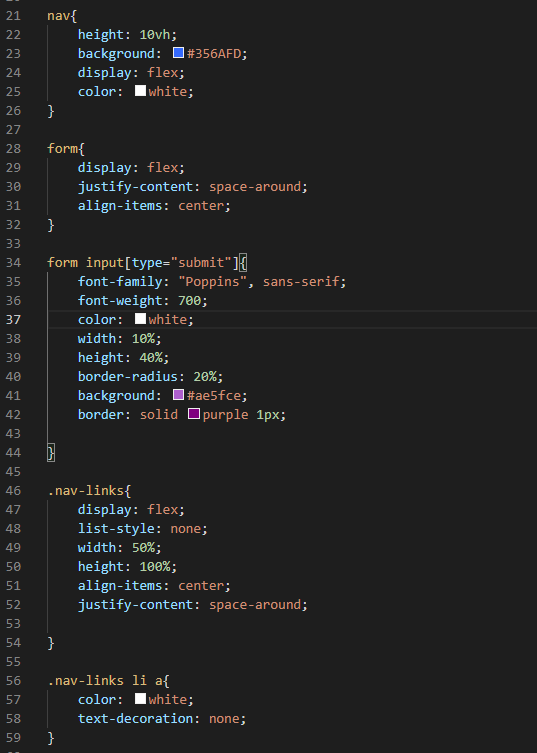 21 nav{
22     height: 10vh;
23     background: #356AFD;
24     display: flex;
25     color: white;
26 }
27
28 form{
29     display: flex;
30     justify-content: space-around;
31     align-items: center;
32 }
33
34 form input[type="submit"]{
35     font-family: "Poppins", sans-serif;
36     font-weight: 700;
37     color: white;
38     width: 10%;
39     height: 40%;
40     border-radius: 20%;
41     background: #ae5fce;
42     border: solid purple 1px;
43
44 }
45
46 .nav-links{
47     display: flex;
48     list-style: none;
49     width: 50%;
50     height: 100%;
51     align-items: center;
52     justify-content: space-around;
53
54 }
55
56 .nav-links li a{
57     color: white;
58     text-decoration: none;
59 }